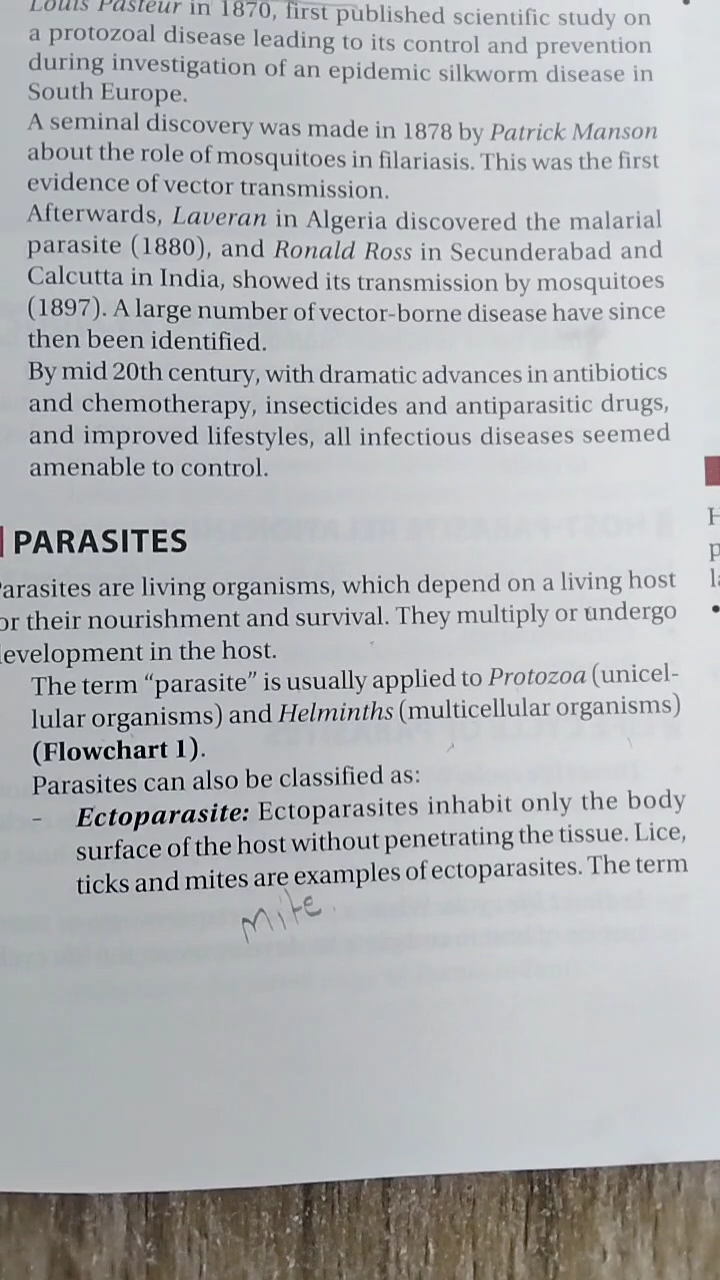 Louis Pasteur in 1870, first published scientific study on
a protozoal disease leading to its control and prevention
during investigation of an epidemic silkworm disease in
South Europe.
A seminal discovery was made in 1878 by Patrick Manson
about the role of mosquitoes in filariasis. This was the first
evidence of vector transmission.
Afterwards, Laveran in Algeria discovered the malarial
parasite (1880), and Ronald Ross in Secunderabad and
Calcutta in India, showed its transmission by mosquitoes
(1897). A large number of vector-borne disease have since
then been identified.
By mid 20th century, with dramatic advances in antibiotics
and chemotherapy, insecticides and antiparasitic drugs,
and improved lifestyles, all infectious diseases seemed
amenable to control.
PARASITES
arasites are living organisms, which depend on a living host
or their nourishment and survival. They multiply or undergo
evelopment in the host.
The term “parasite” is usually applied to Protozoa (unicel-
lular organisms) and Helminths (multicellular organisms)
(Flowchart 1).
Parasites can also be classified as:
- Ectoparasite: Ectoparasites inhabit only the body
surface of the host without penetrating the tissue. Lice,
ticks and mites are examples of ectoparasites. The term
Mite.